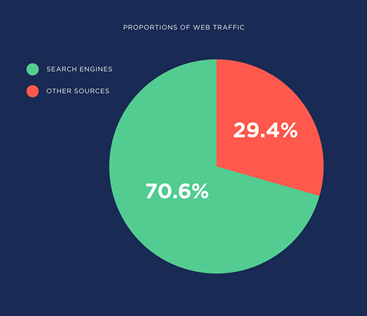 PROPORTIONS OF WEB TRAFFIC
SEARCH ENGINES
OTHER SOURCES
29.4%
70.6%